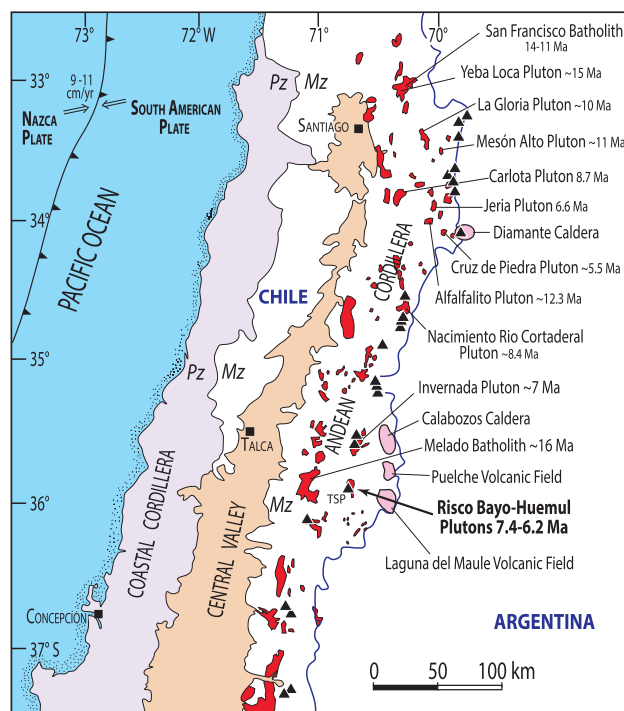 73°
72°W
71°
70°
33°
34°
35°
36°
37°S
9-11
cm/yr
NAZCA
PLATE
SOUTH AMERICAN
PLATE
PACIFIC OCEAN
Pz
Mz
SANTIAGO
CHILE
CORDILLERA
ANDEAN
Pz
Mz
TALCA
Mz
TSP
COASTAL CORDILLERA
CENTRAL VALLEY
CONCEPCIÓN
San Francisco Batholith
14-11 Ma
Yeba Loca Pluton ~15 Ma
La Gloria Pluton ~10 Ma
Mesón Alto Pluton ~11 Ma
Carlota Pluton 8.7 Ma
Jeria Pluton 6.6 Ma
Diamante Caldera
Cruz de Piedra Pluton ~5.5 Ma
Alfalfalito Pluton ~12.3 Ma
Nacimiento Rio Cortaderal
Pluton ~8.4 Ma
Invernada Pluton ~7 Ma
Calabozos Caldera
Melado Batholith ~16 Ma
Puelche Volcanic Field
Risco Bayo-Huemul
Plutons 7.4-6.2 Ma
Laguna del Maule Volcanic Field
ARGENTINA
0 50 100 km